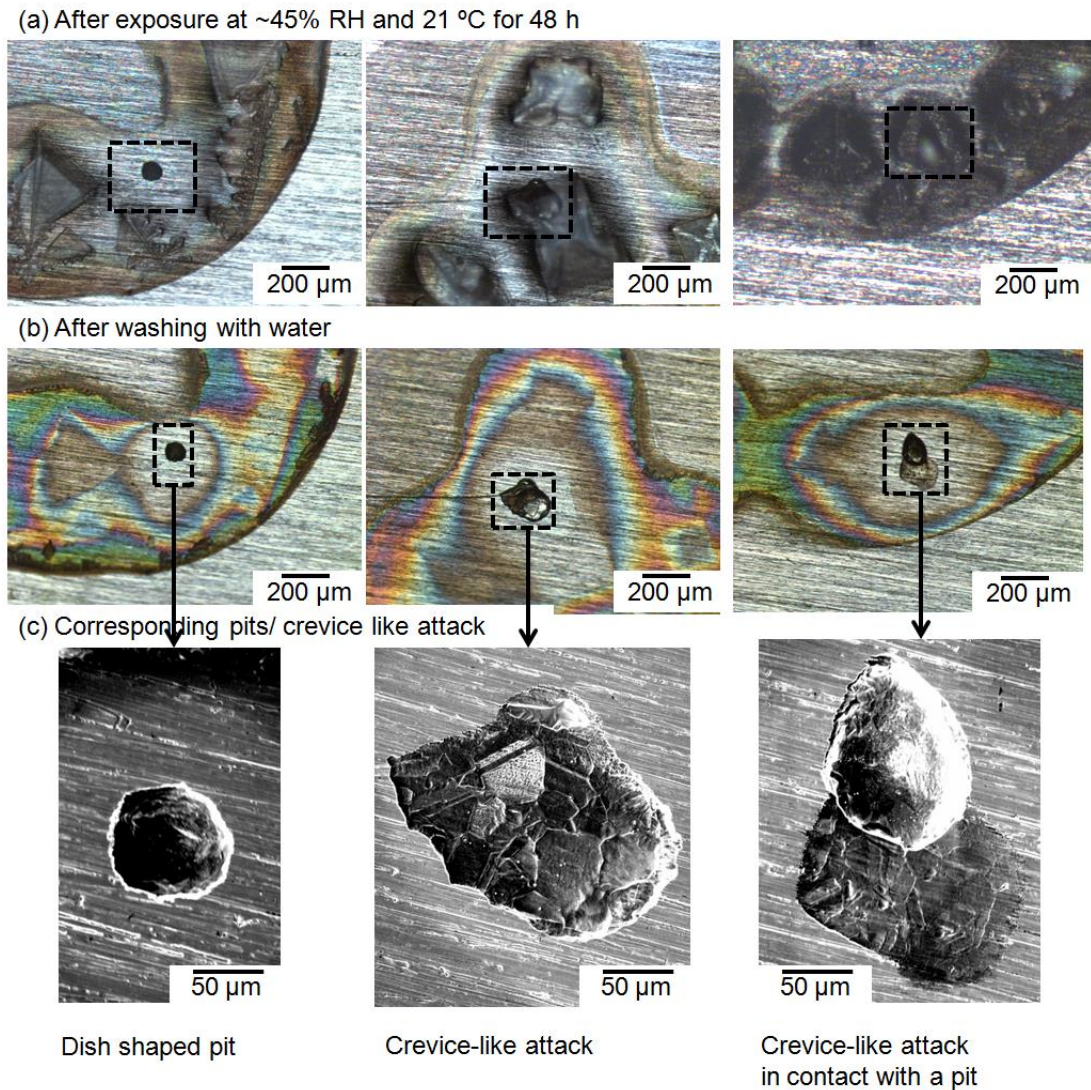 (a) After exposure at ~45% RH and 21 ºC for 48 h
200 µm
200 µm
200 µm
(b) After washing with water
200 µm
200 µm
200 µm
(c) Corresponding pits/ crevice like attack
50 µm
50 µm
50 µm
Dish shaped pit
Crevice-like attack
Crevice-like attack
in contact with a pit